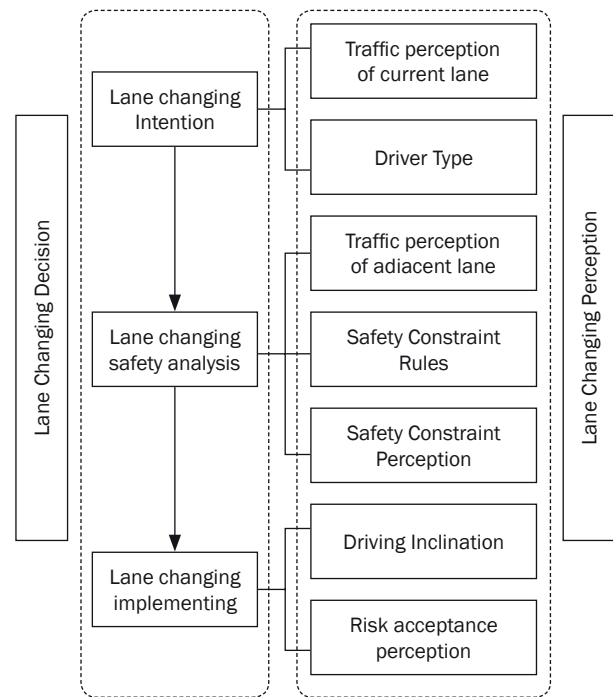 Lane Changing Decision
Lane changing
Intention
Lane changing
safety analysis
Lane changing
implementing
Traffic perception
of current lane
Driver Type
Traffic perception
of adiacent lane
Safety Constraint
Rules
Safety Constraint
Perception
Driving Inclination
Risk acceptance
perception
Lane Changing Perception